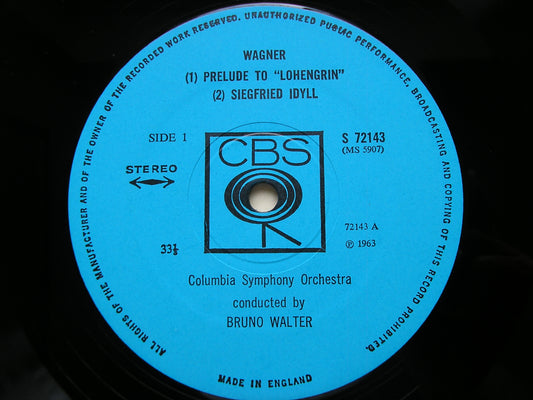 ALL RIGHTS OF THE MANUFACTURER AND OF THE OWNER OF THE RECORDED WORK RESERVED. UNAUTHORIZED PUBLIC PERFORMANCE, BROADCASTING AND COPYING OF THIS RECORD PROHIBITED.
WAGNER
(1) PRELUDE TO "LOHENGRIN"
(2) SIEGFRIED IDYLL
SIDE 1
S 72143
(MS 5907)
STEREO
CBS
72143 A
℗ 1963
33⅓
Columbia Symphony Orchestra
conducted by
BRUNO WALTER
MADE IN ENGLAND